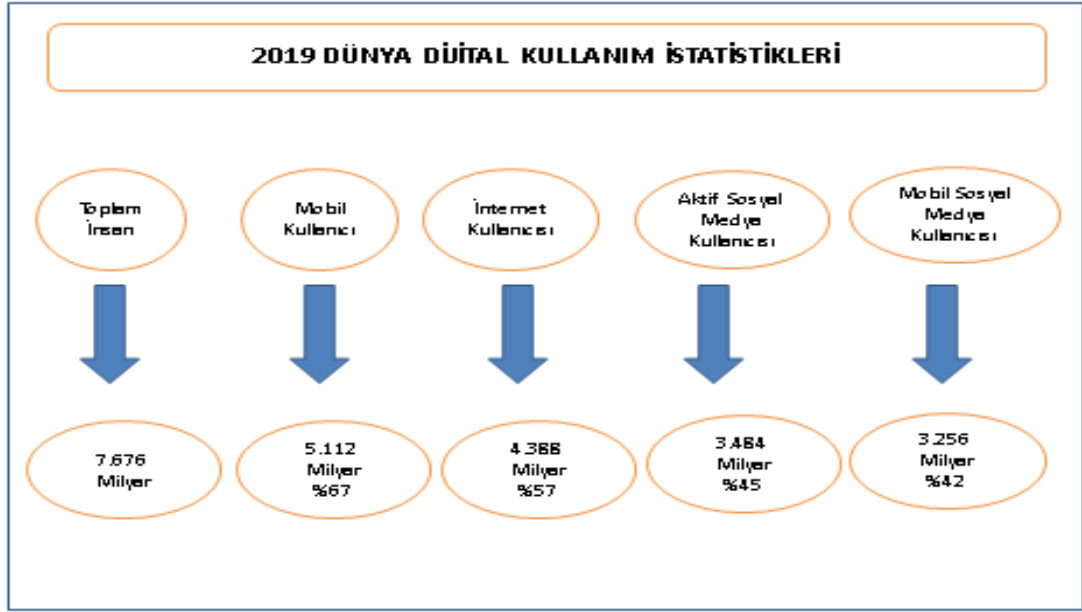 2019 DÜNYA DİJİTAL KULLANIM İSTATİSTİKLERİ
Toplam
İnsan
Mobil
Kullanıcı
İnternet
Kullanıcısı
Aktif Sosyal
Medya
Kullanıcısı
Mobil Sosyal
Medya
Kullanıcısı
7.676
Milyar
5.112
Milyar
%67
4.388
Milyar
%57
3.484
Milyar
%45
3.256
Milyar
%42